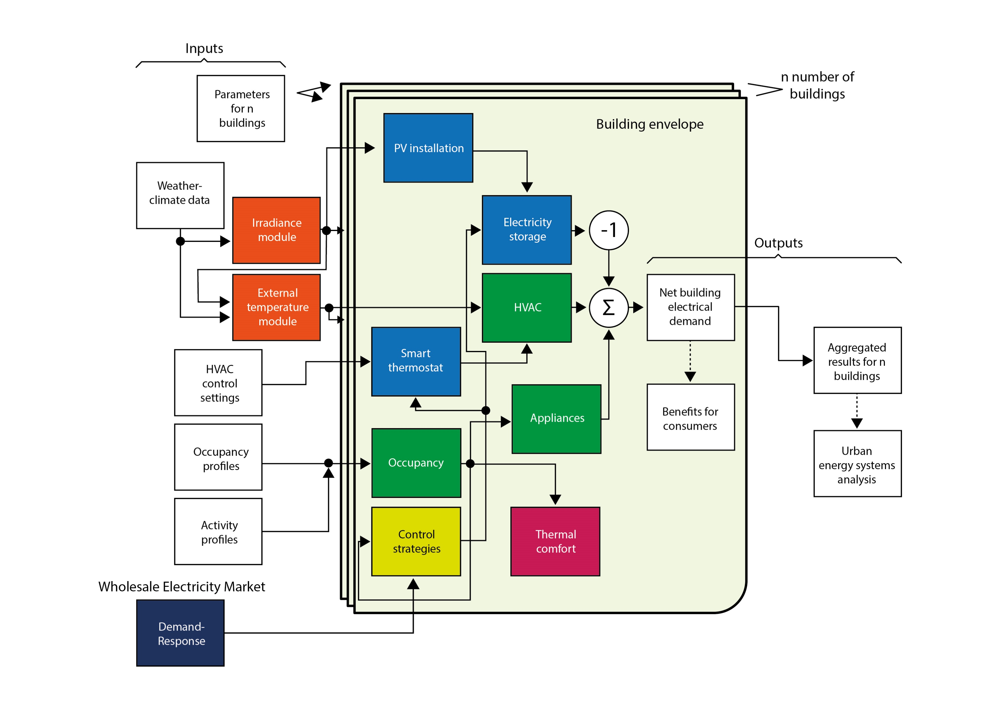 Inputs
Parameters
for n
buildings
n number of
buildings
Building envelope
PV installation
Weather-
climate data
Irradiance
module
Electricity
storage
-1
Outputs
External
temperature
module
HVAC
Σ
Net building
electrical
demand
Smart
thermostat
Aggregated
results for n
buildings
HVAC
control
settings
Appliances
Benefits for
consumers
Occupancy
profiles
Occupancy
Urban
energy systems
analysis
Activity
profiles
Control
strategies
Thermal
comfort
Wholesale Electricity Market
Demand-
Response